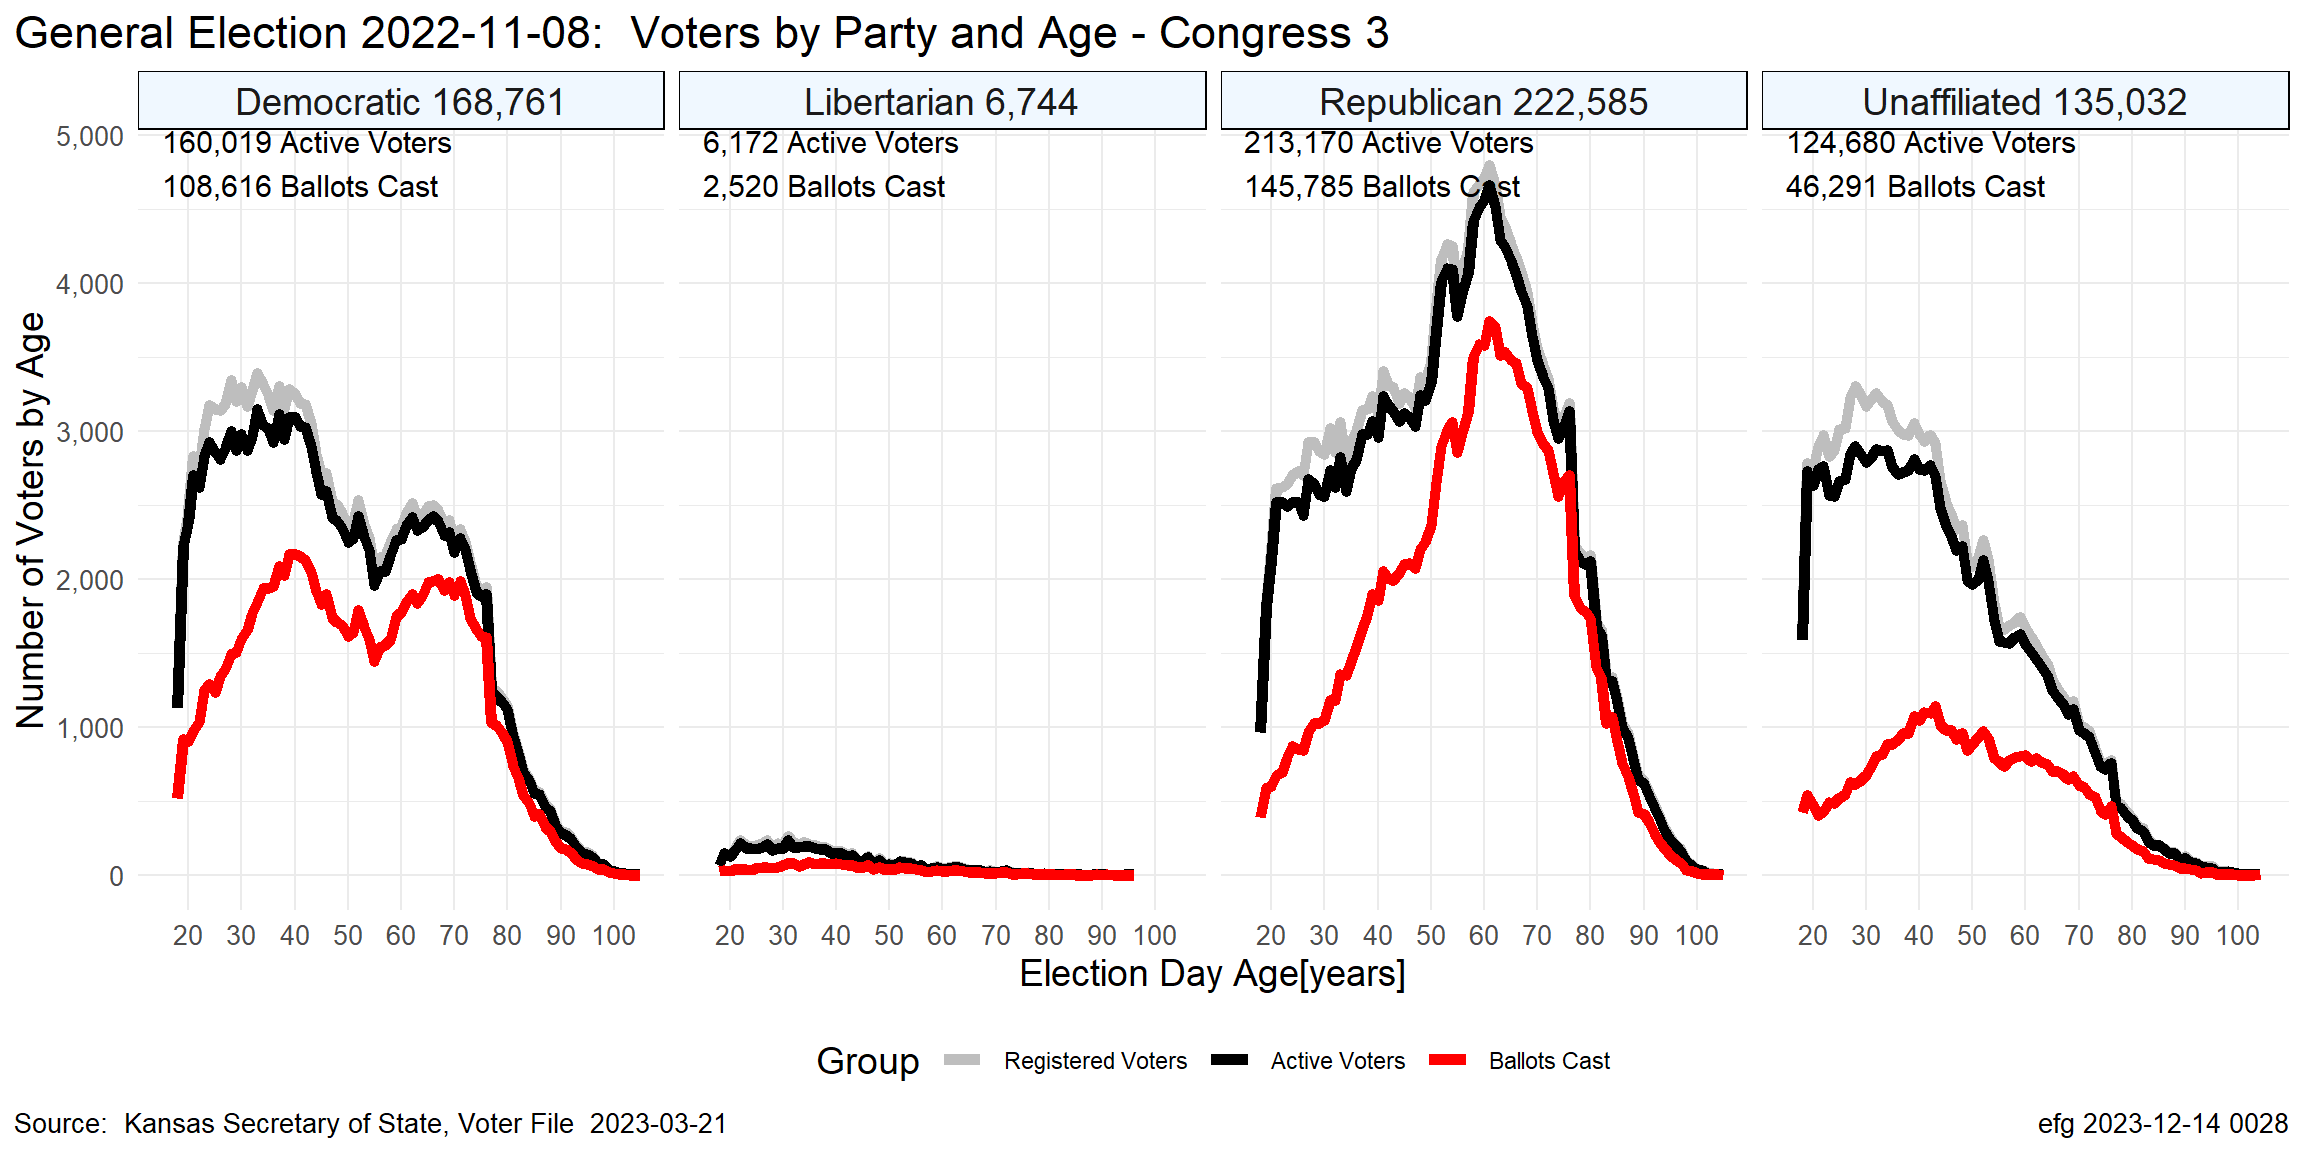 General Election 2022-11-08:  Voters by Party and Age - Congress 3
Democratic 168,761
Libertarian 6,744
Republican 222,585
Unaffiliated 135,032
160,019 Active Voters
108,616 Ballots Cast
6,172 Active Voters
2,520 Ballots Cast
213,170 Active Voters
145,785 Ballots Cast
124,680 Active Voters
46,291 Ballots Cast
Number of Voters by Age
5,000
4,000
3,000
2,000
1,000
0
20 30 40 50 60 70 80 90 100
20 30 40 50 60 70 80 90 100
20 30 40 50 60 70 80 90 100
20 30 40 50 60 70 80 90 100
Election Day Age[years]
Group Registered Voters Active Voters Ballots Cast
Source:  Kansas Secretary of State, Voter File  2023-03-21
efg 2023-12-14 0028